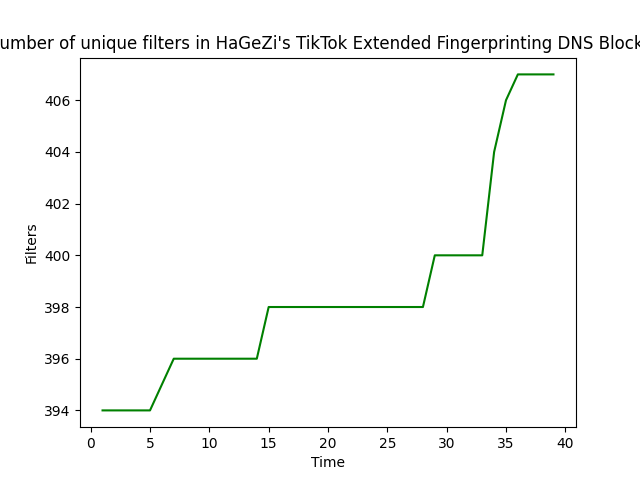 umber of unique filters in HaGeZi's TikTok Extended Fingerprinting DNS Block
406
404
402
400
398
396
394
Filters
0 5 10 15 20 25 30 35 40
Time